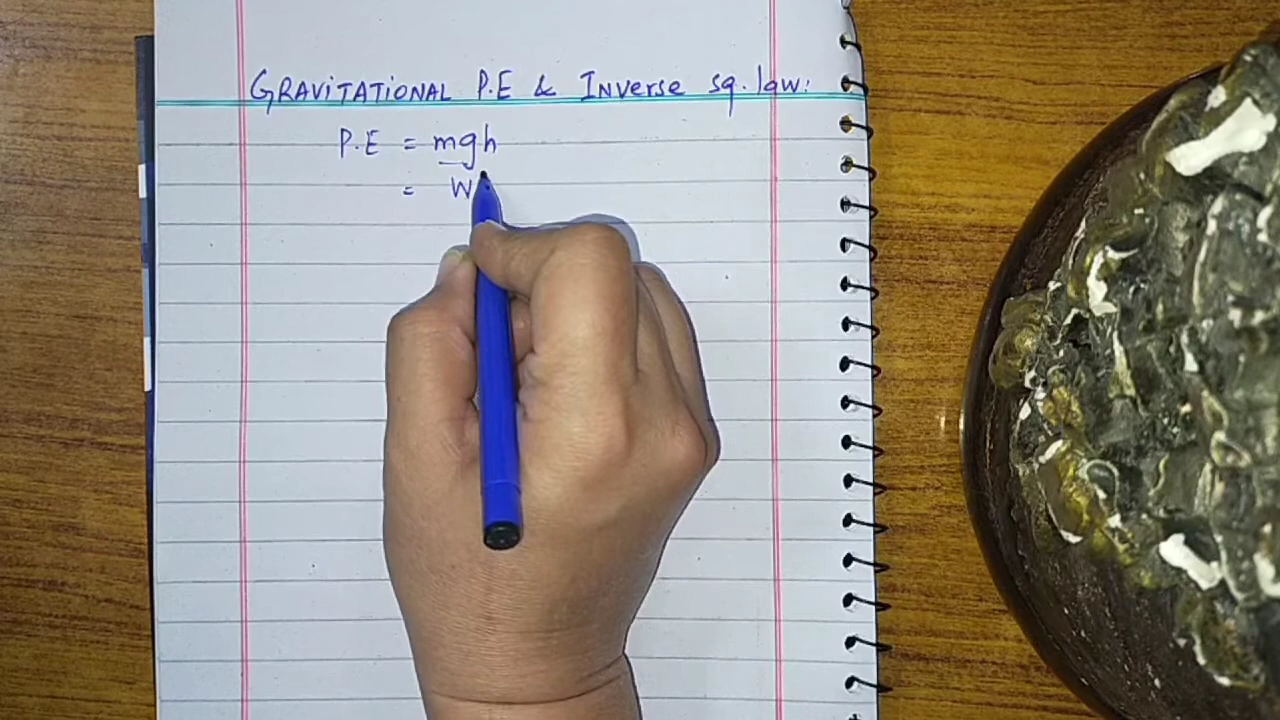 GRAVITATIONAL P.E & Inverse sq. law:
P.E = mgh
= W